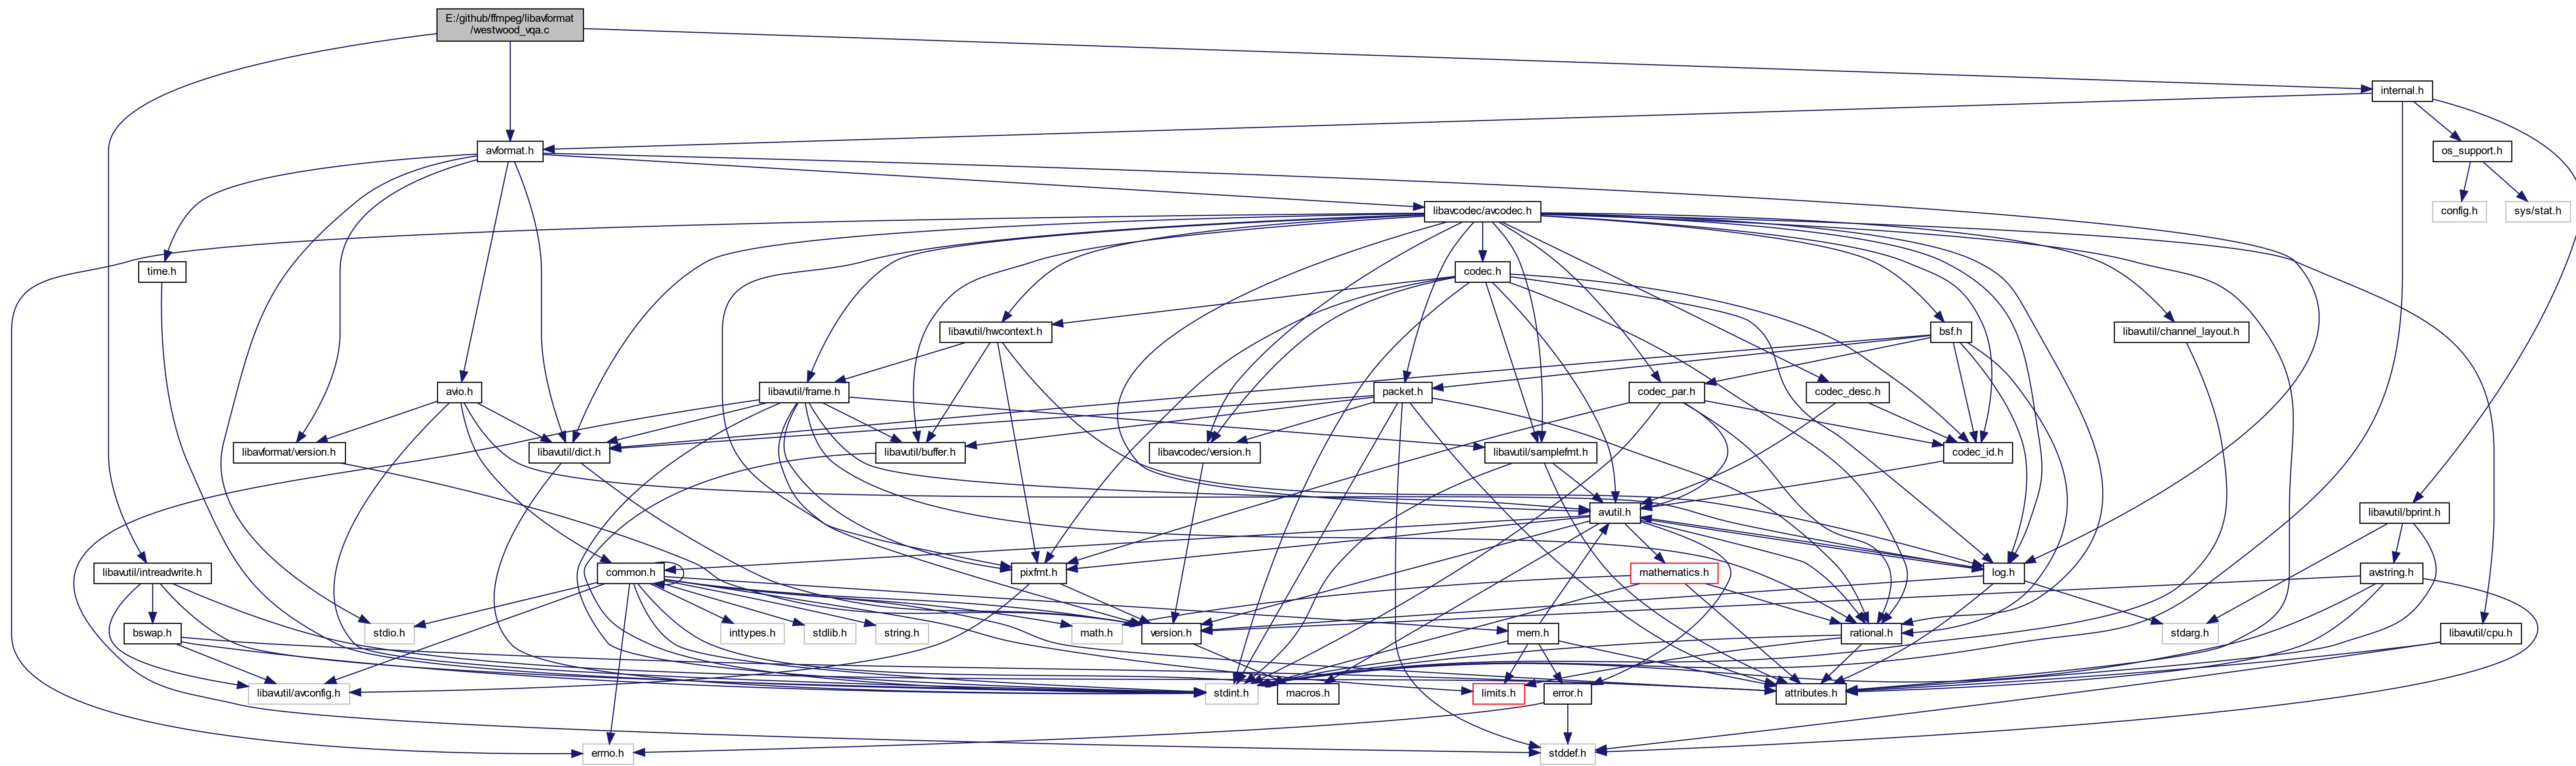 E:/github/ffmpeg/libavformat
/westwood_vqa.c
internal.h
avformat.h
os_support.h
libavcodec/avcodec.h
config.h
sys/stat.h
time.h
codec.h
libavutil/hwcontext.h
bsf.h
libavutil/channel_layout.h
avio.h
libavutil/frame.h
packet.h
codec_par.h
codec_desc.h
libavformat/version.h
libavutil/dict.h
libavutil/buffer.h
libavcodec/version.h
libavutil/samplefmt.h
codec_id.h
avutil.h
libavutil/bprint.h
libavutil/intreadwrite.h
common.h
pixfmt.h
mathematics.h
log.h
avstring.h
bswap.h
stdio.h
inttypes.h
stdlib.h
string.h
math.h
version.h
mem.h
rational.h
stdarg.h
libavutil/cpu.h
libavutil/avconfig.h
stdint.h
macros.h
limits.h
error.h
attributes.h
errno.h
stddef.h